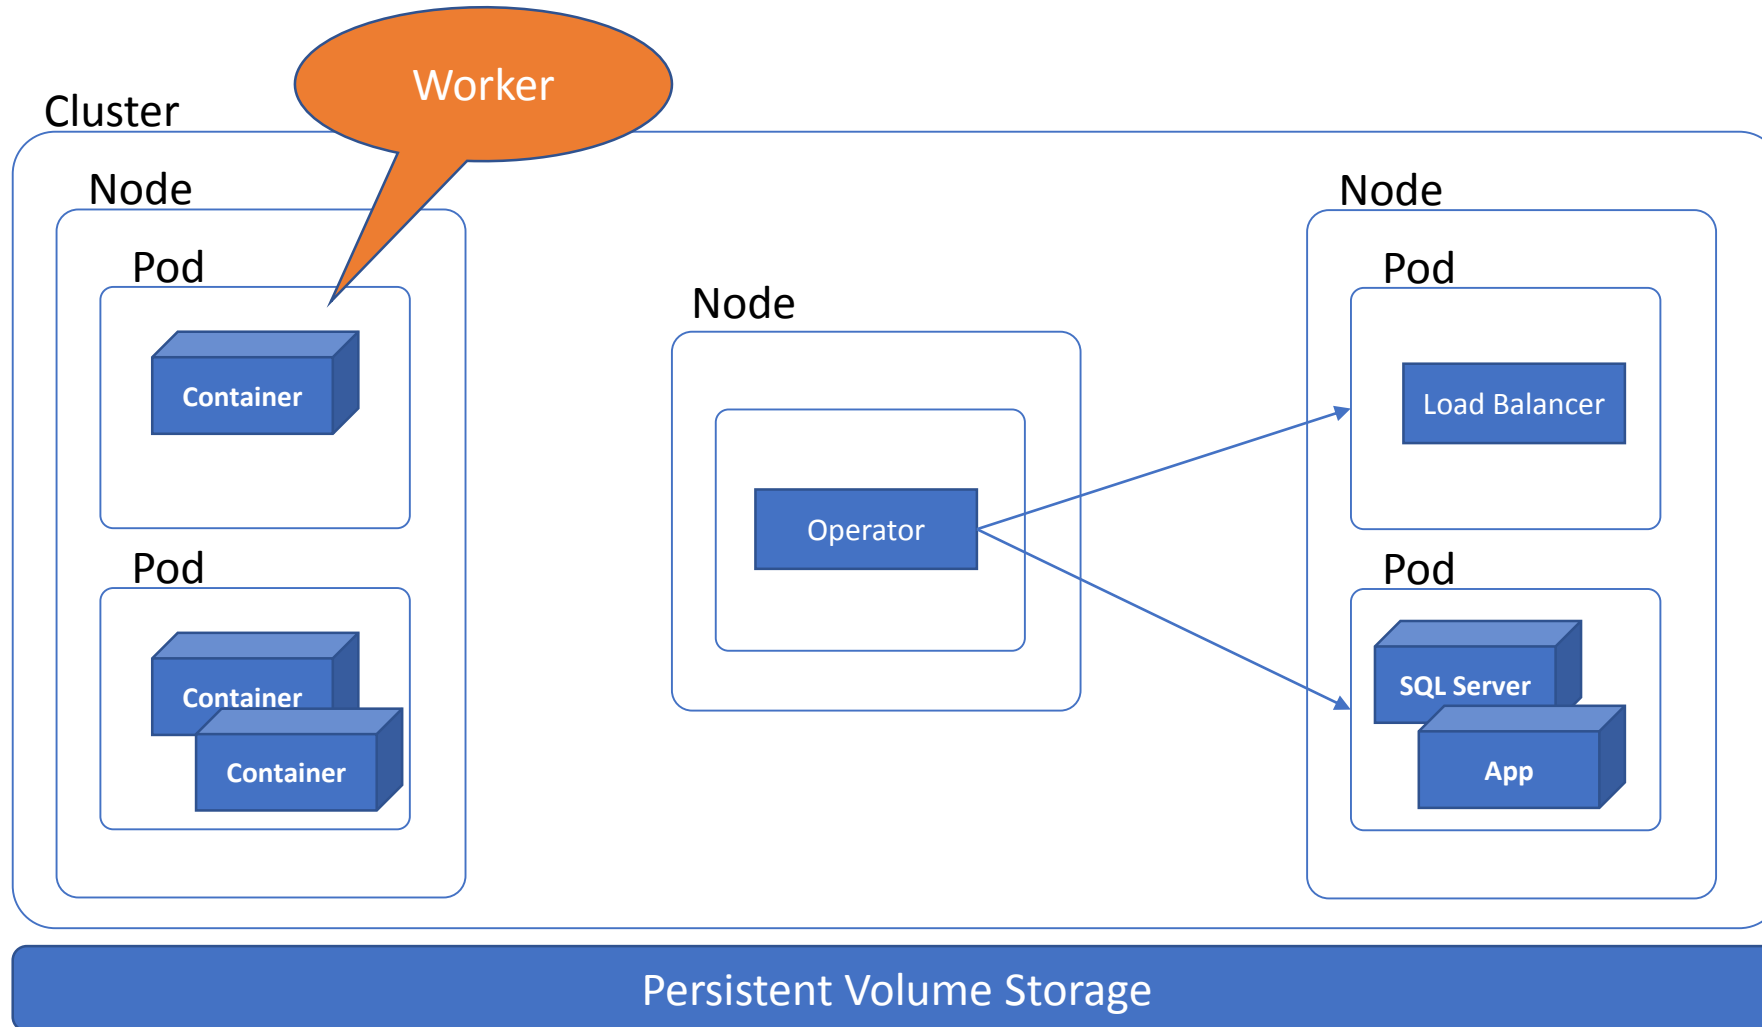 Worker
Cluster
Node
Pod
Container
Pod
Container
Container
Node
Operator
Node
Pod
Load Balancer
Pod
SQL Server
App
Persistent Volume Storage